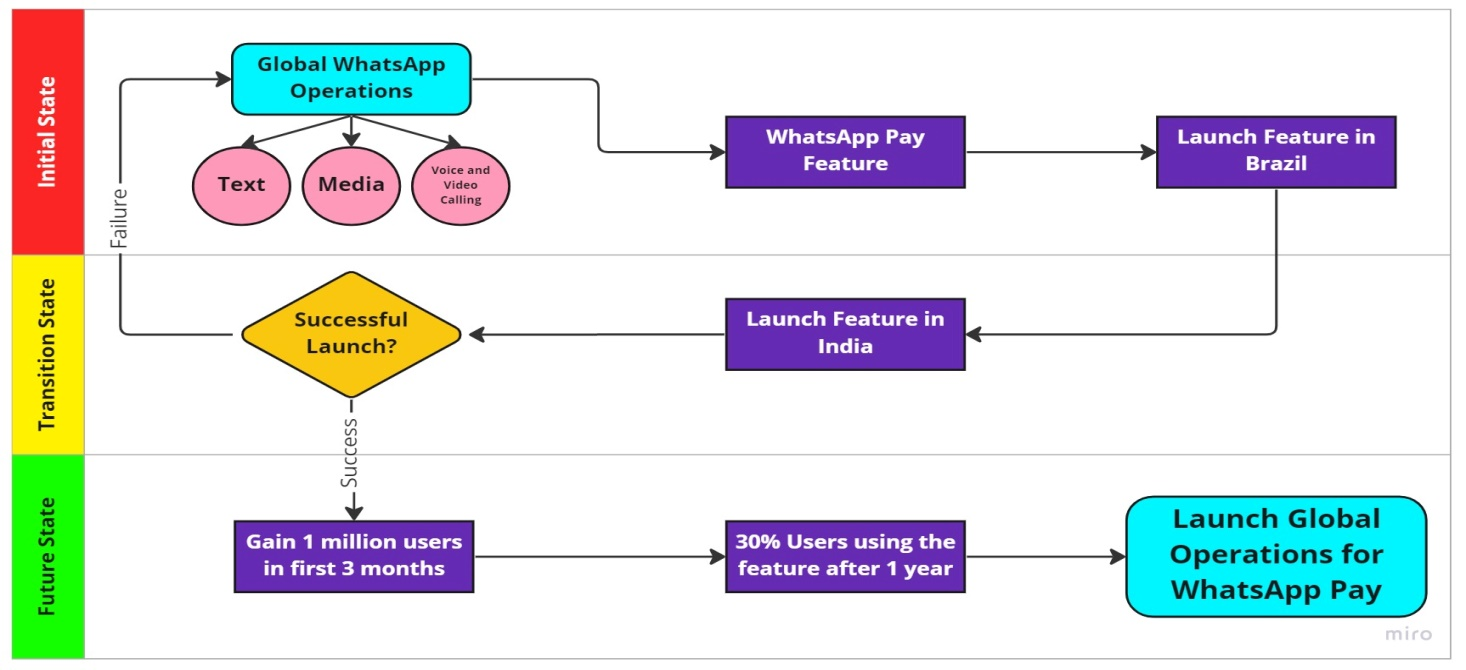 Initial State
Global WhatsApp
Operations
Text
Media
Voice and
Video
Calling
WhatsApp Pay
Feature
Launch Feature in
Brazil
Failure
Transition State
Successful
Launch?
Launch Feature in
India
Success
Future State
Gain 1 million users
in first 3 months
30% Users using the
feature after 1 year
Launch Global
Operations for
WhatsApp Pay
miro